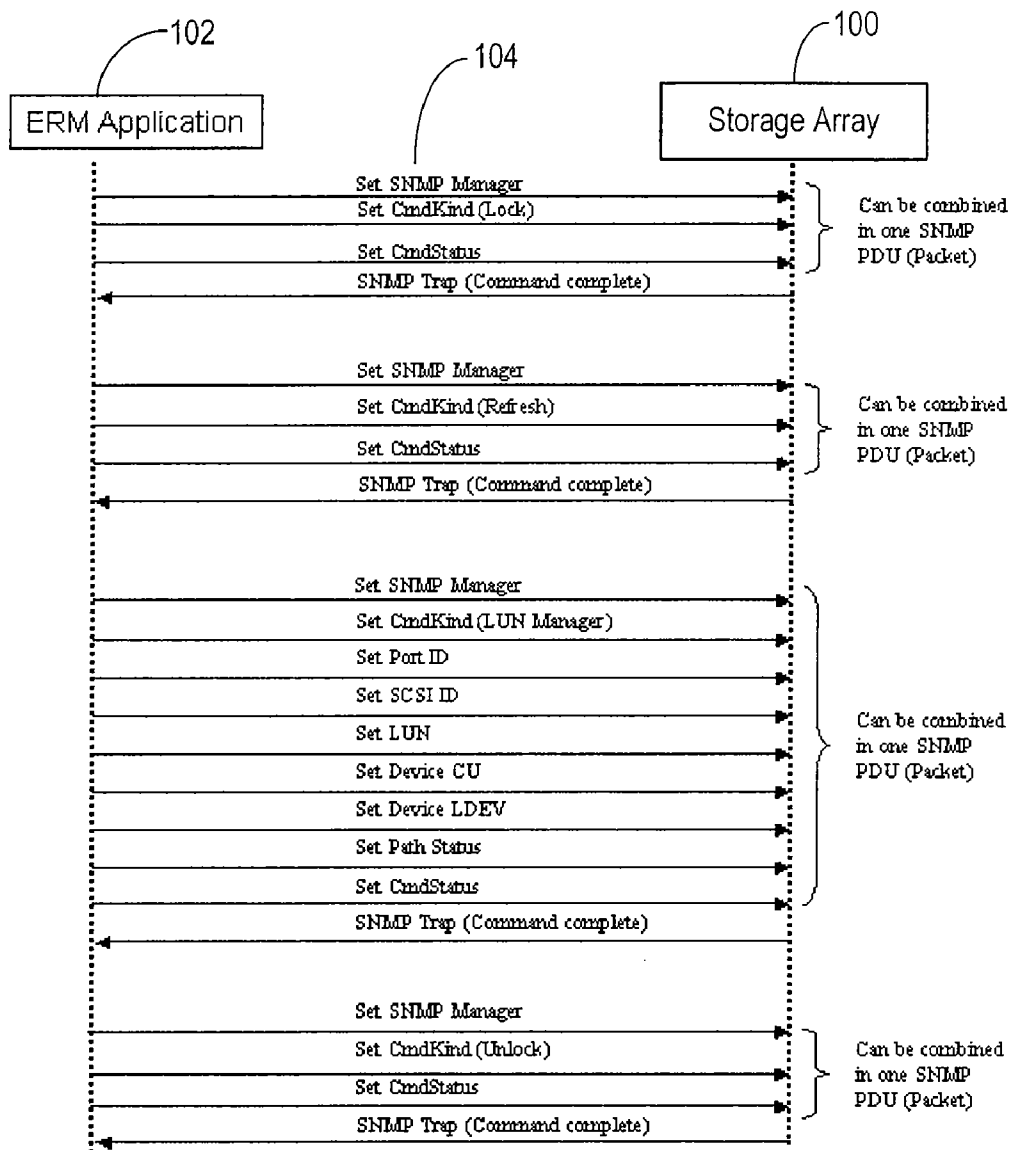 102
104
100
ERM Application
Storage Array
Set SNMP Manager
Set CmdKind (Lock)
Set CmdStatus
SNMP Trap (Command complete)
Can be combined
in one SNMP
PDU (Packet)
Set SNMP Manager
Set CmdKind (Refresh)
Set CmdStatus
SNMP Trap (Command complete)
Can be combined
in one SNMP
PDU (Packet)
Set SNMP Manager
Set CmdKind (LUN Manager)
Set Port ID
Set SCSI ID
Set LUN
Set Device CU
Set Device LDEV
Set Path Status
Set CmdStatus
SNMP Trap (Command complete)
Can be combined
in one SNMP
PDU (Packet)
Set SNMP Manager
Set CmdKind (Unlock)
Set CmdStatus
SNMP Trap (Command complete)
Can be combined
in one SNMP
PDU (Packet)